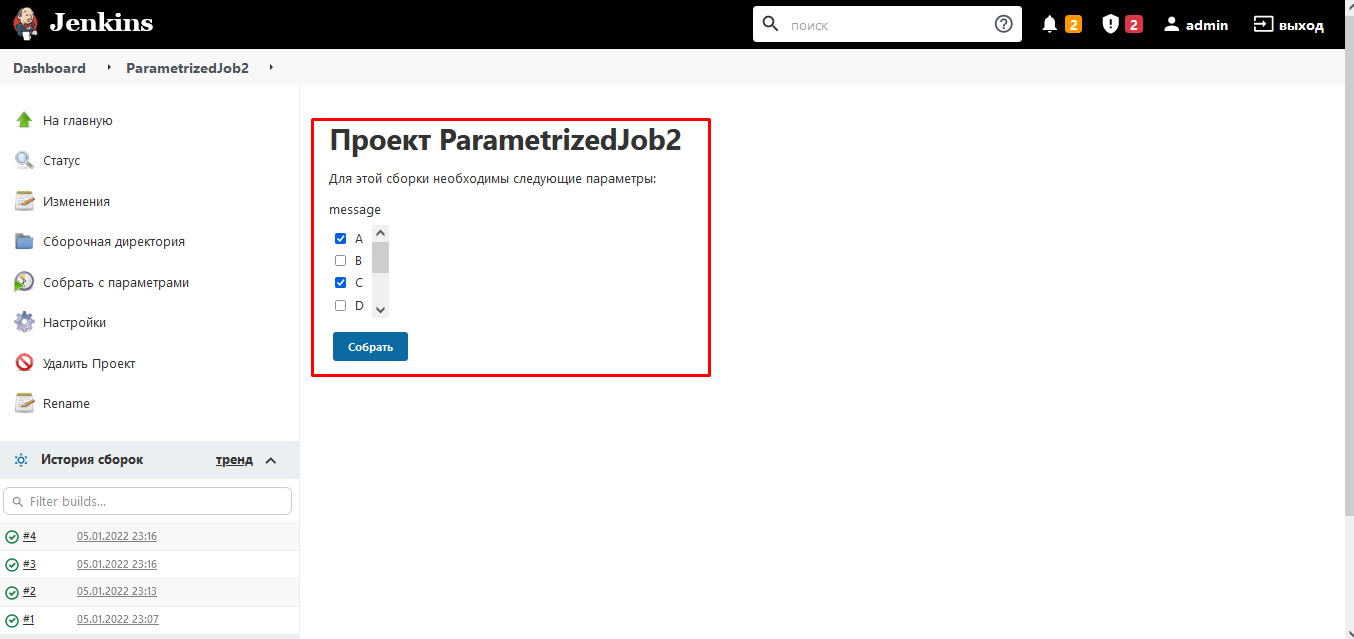 Jenkins
поиск
2
2
admin
выход
Dashboard
ParametrizedJob2
На главную
Статус
Изменения
Сборочная директория
Собрать с параметрами
Настройки
Удалить Проект
Rename
История сборок
тренд
Filter builds...
#4 05.01.2022 23:16
#3 05.01.2022 23:16
#2 05.01.2022 23:13
#1 05.01.2022 23:07
Проект ParametrizedJob2
Для этой сборки необходимы следующие параметры:
message
A
B
C
D
Собрать